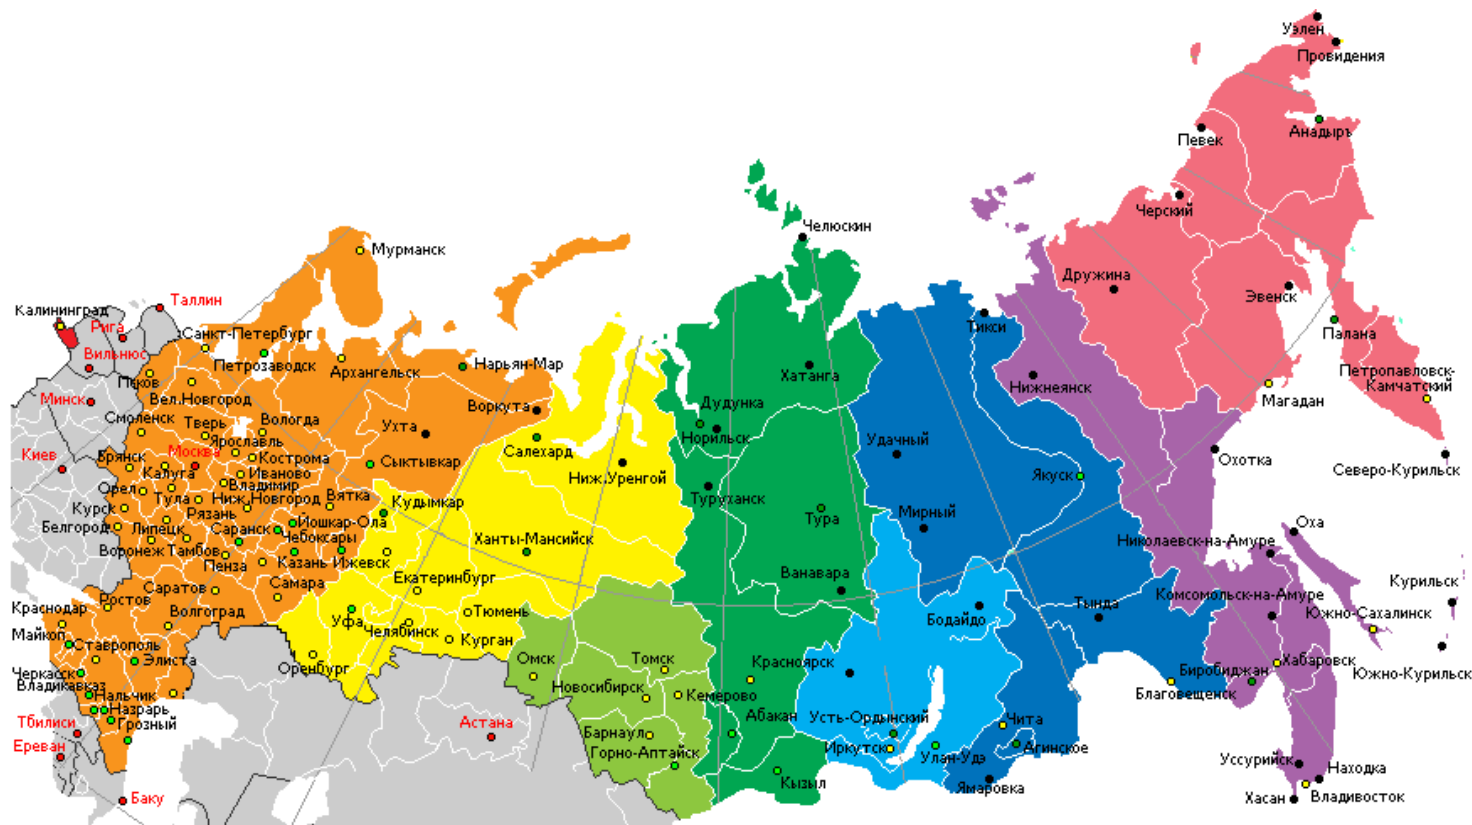 Уэлен
Провидения
Анадырь
Певек
Черский
Челюскин
Мурманск
Дружина
Эвенск
Таллин
Калининград
Рига
Санкт-Петербург
Тикси
Палана
Вильнюс
Петрозаводск
Нарьян-Мар
Архангельск
Хатанга
Нижнеянск
Петропавловск-
Камчатский
Псков
Минск
Вел.Новгород
Воркута
Дудунка
Магадан
Смоленск
Тверь
Вологда
Ухта
Норильск
Удачный
Ярославль
Киев
Брянск
Москва
Кострома
Сыктывкар
Салехард
Охотка
Северо-Курильск
Калуга
Иваново
Ниж.Уренгой
Якуск
Орел
Владимир
Тула
Ниж.Новгород
Вятка
Кудымкар
Туруханск
Курск
Рязань
Тура
Мирный
Белгород
Липецк
Саранск
Йошкар-Ола
Оха
Чебоксары
Ханты-Мансийск
Николаевск-на-Амуре
Воронеж
Тамбов
Пенза
Казань
Ижевск
Екатеринбург
Ванавара
Курильск
Саратов
Самара
Комсомольск-на-Амуре
Ростов
Краснодар
Волгоград
Тюмень
Бодайдо
Тында
Южно-Сахалинск
Уфа
Челябинск
Курган
Майкоп
Ставрополь
Элиста
Оренбург
Омск
Томск
Красноярск
Хабаровск
Биробиджан
Черкасск
Южно-Курильск
Владикавказ
Нальчик
Новосибирск
Кемерово
Благовещенск
Назрарь
Тбилиси
Грозный
Астана
Абакан
Усть-Ордынский
Чита
Барнаул
Ереван
Горно-Аптайск
Иркутск
Улан-Удэ
Агинское
Уссурийск
Находка
Кызыл
Ямаровка
Баку
Хасан
Владивосток